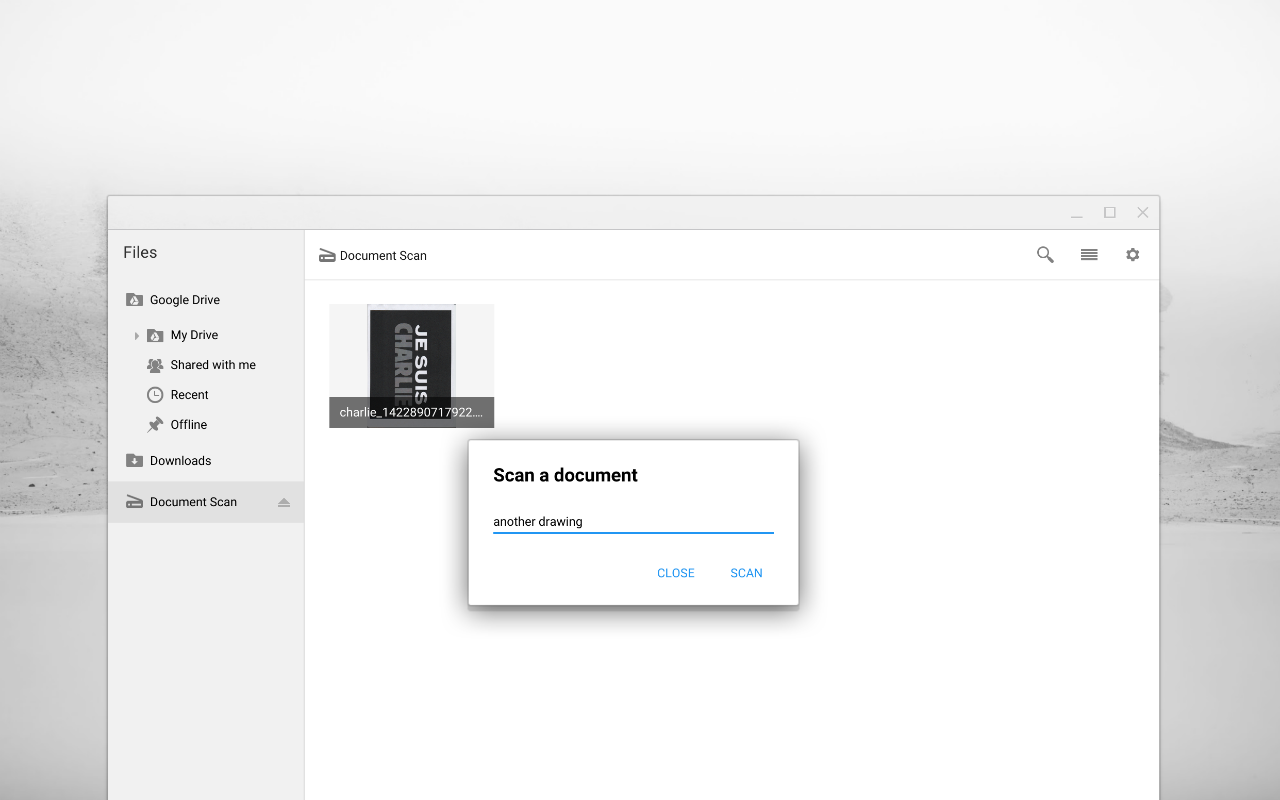 Files
Google Drive
My Drive
Shared with me
Recent
Offline
Downloads
Document Scan
Document Scan
JE SUIS
CHARLIE
charlie_1422890717922....
Scan a document
another drawing
CLOSE SCAN